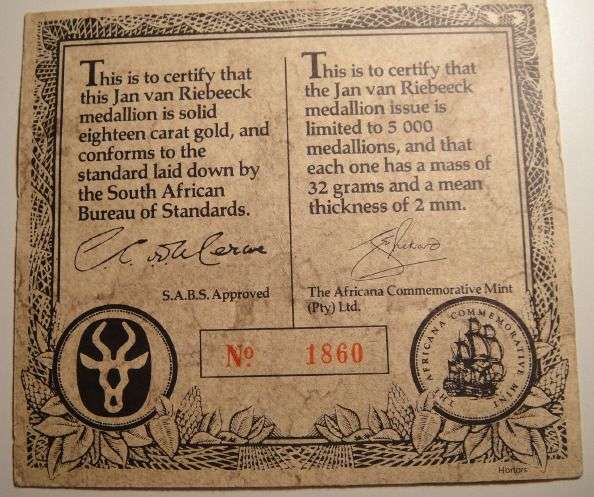 This is to certify that
this Jan van Riebeeck
medallion is solid
eighteen carat gold, and
conforms to the
standard laid down by
the South African
Bureau of Standards.
S.A.B.S. Approved
This is to certify that
the Jan van Riebeeck
medallion issue is
limited to 5 000
medallions, and that
each one has a mass of
32 grams and a mean
thickness of 2 mm.
The Africana Commemorative Mint
(Pty) Ltd.
No. 1860
THE AFRICANA COMMEMORATIVE MINT
Hortors